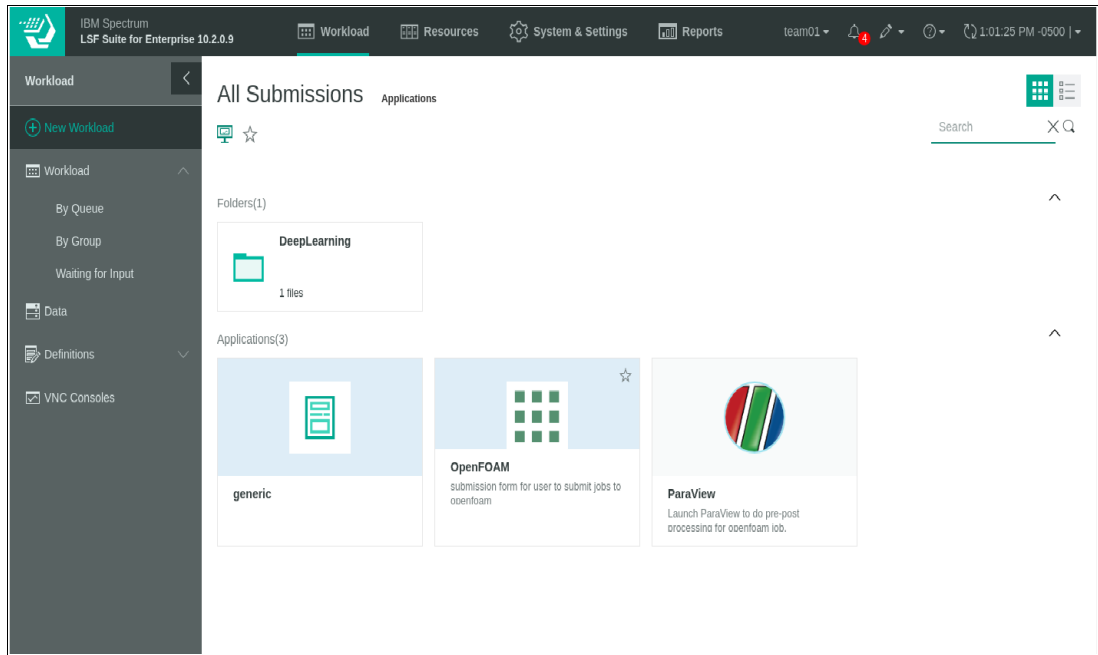 IBM Spectrum
LSF Suite for Enterprise 10.2.0.9
Workload
Resources
System & Settings
Reports
team01
4
1:01:25 PM -0500 |
Workload
New Workload
Workload
By Queue
By Group
Waiting for Input
Data
Definitions
VNC Consoles
All Submissions Applications
Search
Folders(1)
DeepLearning
1 files
Applications(3)
generic
OpenFOAM
submission form for user to submit jobs to
openfoam
ParaView
Launch ParaView to do pre-post
processing for openfoam job.